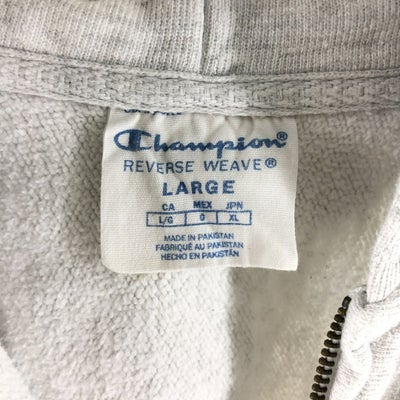 Champion®
REVERSE WEAVE®
LARGE
CA MEX JPN
L/G G XL
MADE IN PAKISTAN
FABRIQUÉ AU PAKISTAN
HECHO EN PAKISTÁN